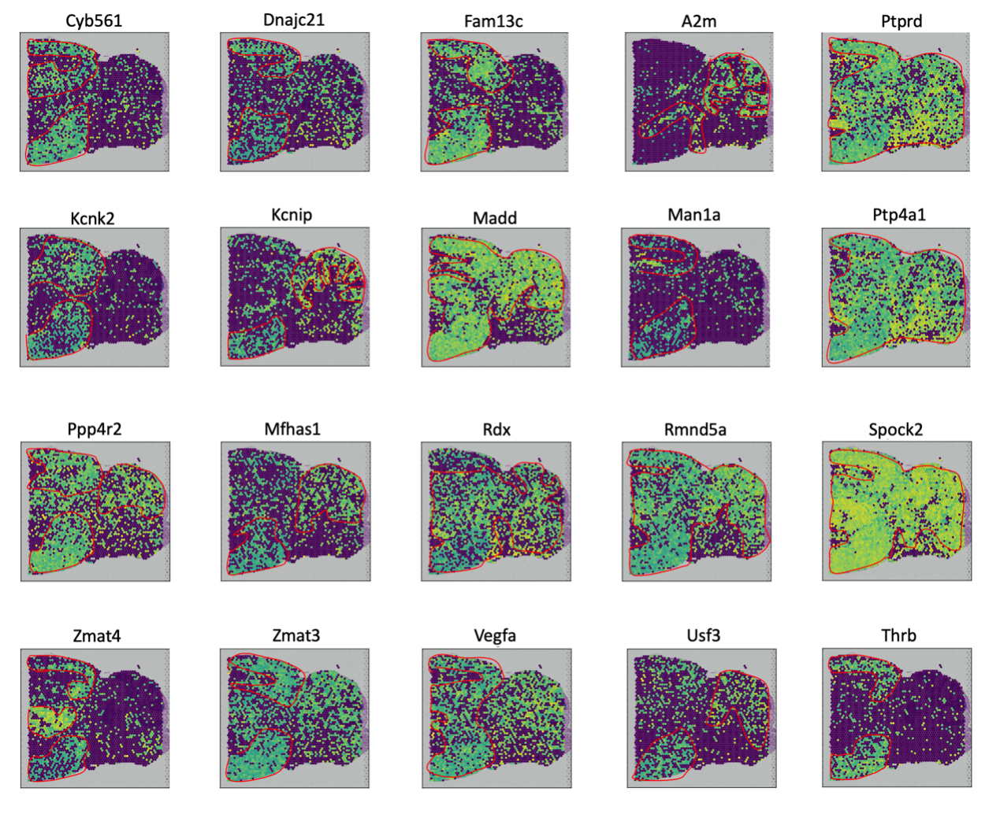 Cyb561 Dnajc21 Fam13c A2m Ptprd
Kcnk2 Kcnip Madd Man1a Ptp4a1
Ppp4r2 Mfhas1 Rdx Rmnd5a Spock2
Zmat4 Zmat3 Vegfa Usf3 Thrb